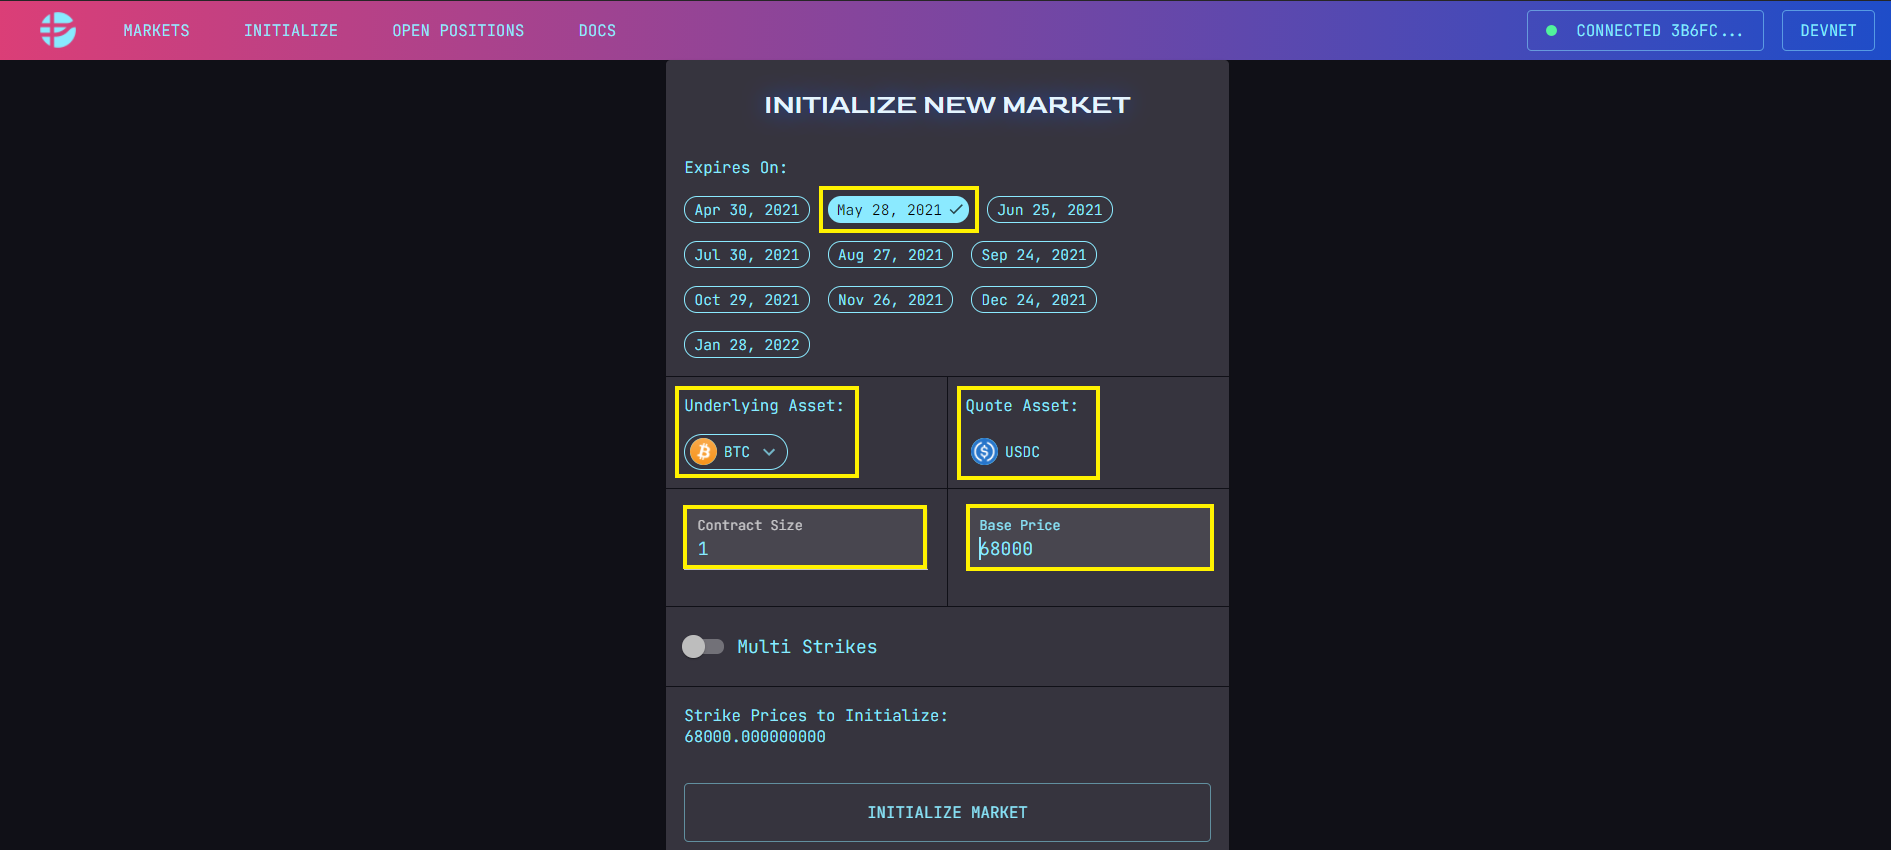 MARKETS INITIALIZE OPEN POSITIONS DOCS CONNECTED 3B6FC... DEVNET
INITIALIZE NEW MARKET
Expires On:
Apr 30, 2021 May 28, 2021 Jun 25, 2021
Jul 30, 2021 Aug 27, 2021 Sep 24, 2021
Oct 29, 2021 Nov 26, 2021 Dec 24, 2021
Jan 28, 2022
Underlying Asset: Quote Asset:
BTC USDC
Contract Size Base Price
1 68000
Multi Strikes
Strike Prices to Initialize:
68000.000000000
INITIALIZE MARKET